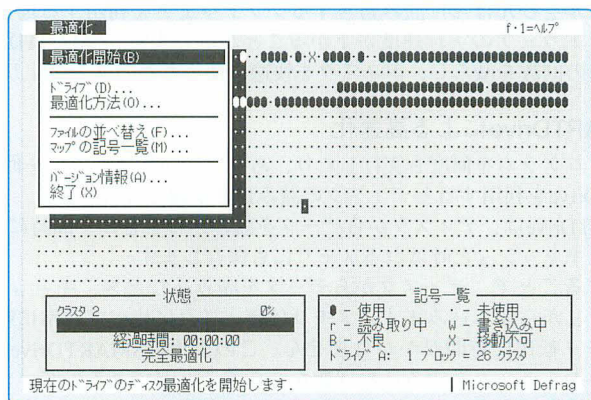 最適化
f・1=ﾍﾙﾌﾟ
最適化開始(B)
ﾄﾞﾗｲﾌﾞ(D)...
最適化方法(O)...
ﾌｧｲﾙの並べ替え(F)...
ﾏｯﾌﾟの記号一覧(M)...
ﾊﾞｰｼﾞｮﾝ情報(A)...
終了(X)
状態
ｸﾗｽﾀ 2 0%
経過時間: 00:00:00
完全最適化
記号一覧
- 使用 ・ - 未使用
r - 読み取り中 W - 書き込み中
B - 不良 X - 移動不可
ﾄﾞﾗｲﾌﾞ A: 1 ﾌﾞﾛｯｸ = 26 ｸﾗｽﾀ
現在のﾄﾞﾗｲﾌﾞのﾃﾞｨｽｸ最適化を開始します. | Microsoft Defrag